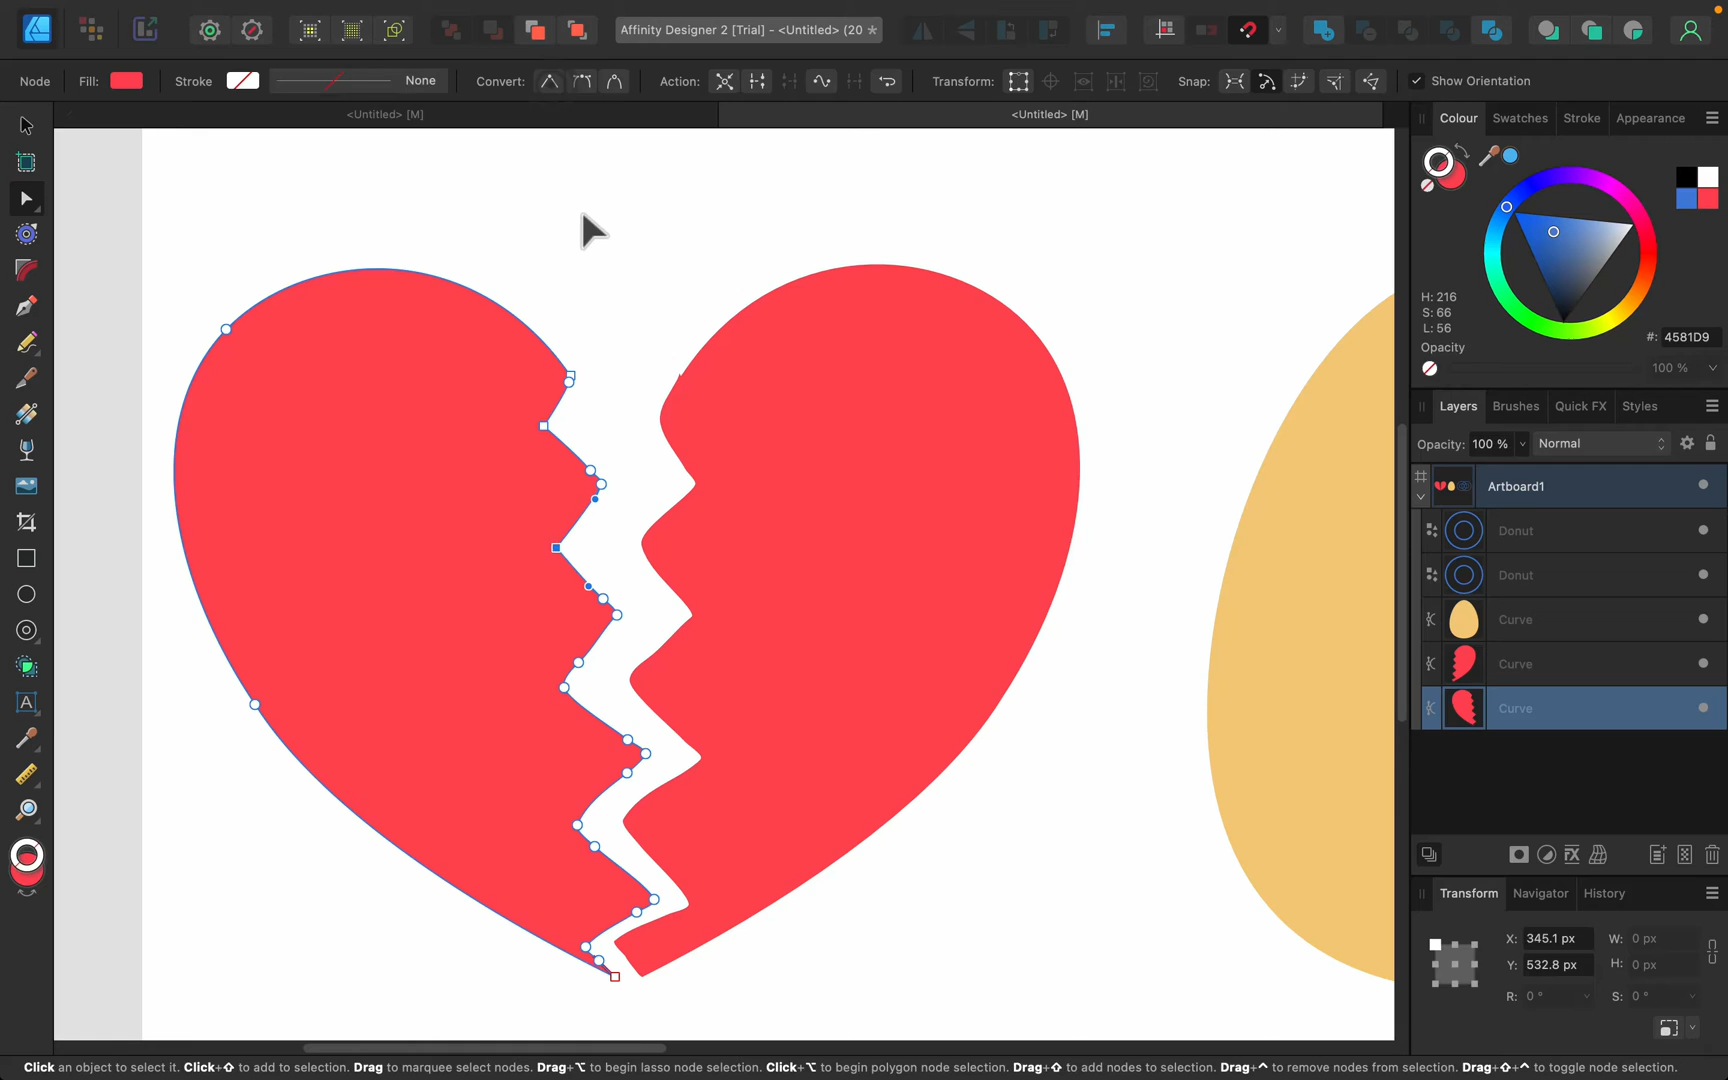 Affinity Designer 2 [Trial] - <Untitled> (20 *
Node
Fill:
Stroke
None
Convert:
Action:
Transform:
Snap:
Show Orientation
<Untitled> [M]
<Untitled> [M]
Colour
Swatches
Stroke
Appearance
H: 216
S: 66
L: 56
#: 4581D9
Opacity
100 %
Layers
Brushes
Quick FX
Styles
Opacity: 100 %
Normal
Artboard1
Donut
Donut
Curve
Curve
Curve
FX
A
Transform
Navigator
History
X: 345.1 px
W: 0 px
Y: 532.8 px
H: 0 px
R: 0 °
S: 0 °
Click an object to select it. Click+⇧ to add to selection. Drag to marquee select nodes. Drag+⌥ to begin lasso node selection. Click+⌥ to begin polygon node selection. Drag+⇧ to add nodes to selection. Drag+⌃ to remove nodes from selection. Drag+⇧+⌃ to toggle node selection.